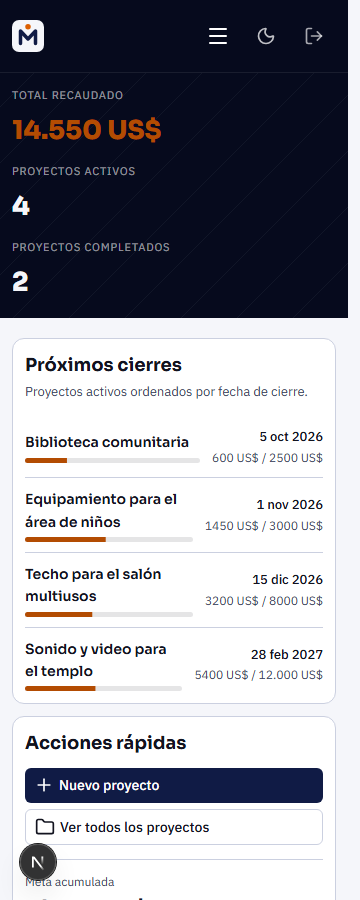 M
TOTAL RECAUDADO
14.550 US$
PROYECTOS ACTIVOS
4
PROYECTOS COMPLETADOS
2
Próximos cierres
Proyectos activos ordenados por fecha de cierre.
Biblioteca comunitaria
5 oct 2026
600 US$ / 2500 US$
Equipamiento para el
área de niños
1 nov 2026
1450 US$ / 3000 US$
Techo para el salón
multiusos
15 dic 2026
3200 US$ / 8000 US$
Sonido y video para
el templo
28 feb 2027
5400 US$ / 12.000 US$
Acciones rápidas
Nuevo proyecto
Ver todos los proyectos
N
Meta acumulada